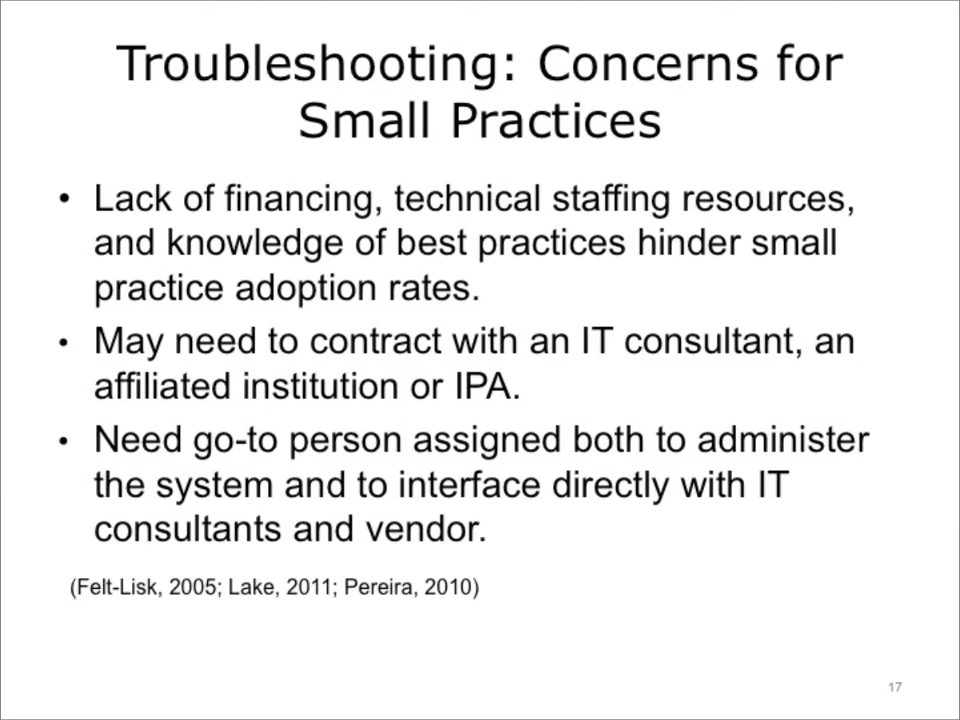 Troubleshooting: Concerns for
Small Practices
• Lack of financing, technical staffing resources,
and knowledge of best practices hinder small
practice adoption rates.
• May need to contract with an IT consultant, an
affiliated institution or IPA.
• Need go-to person assigned both to administer
the system and to interface directly with IT
consultants and vendor.
(Felt-Lisk, 2005; Lake, 2011; Pereira, 2010)
17